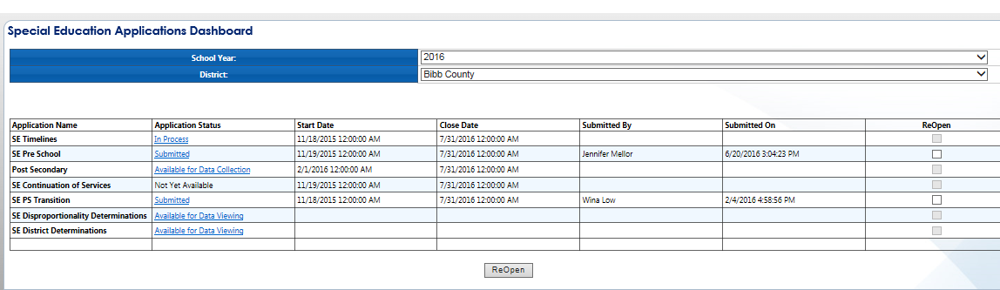 Special Education Applications Dashboard
School Year: 2016
District: Bibb County
Application Name Application Status Start Date Close Date Submitted By Submitted On ReOpen
SE Timelines In Process 11/18/2015 12:00:00 AM 7/31/2016 12:00:00 AM
SE Pre School Submitted 11/19/2015 12:00:00 AM 7/31/2016 12:00:00 AM Jennifer Mellor 6/20/2016 3:04:23 PM
Post Secondary Available for Data Collection 2/1/2016 12:00:00 AM 7/31/2016 12:00:00 AM
SE Continuation of Services Not Yet Available 11/19/2015 12:00:00 AM 7/31/2016 12:00:00 AM
SE PS Transition Submitted 11/18/2015 12:00:00 AM 7/31/2016 12:00:00 AM Wina Low 2/4/2016 4:58:56 PM
SE Disproportionality Determinations Available for Data Viewing
SE District Determinations Available for Data Viewing
ReOpen